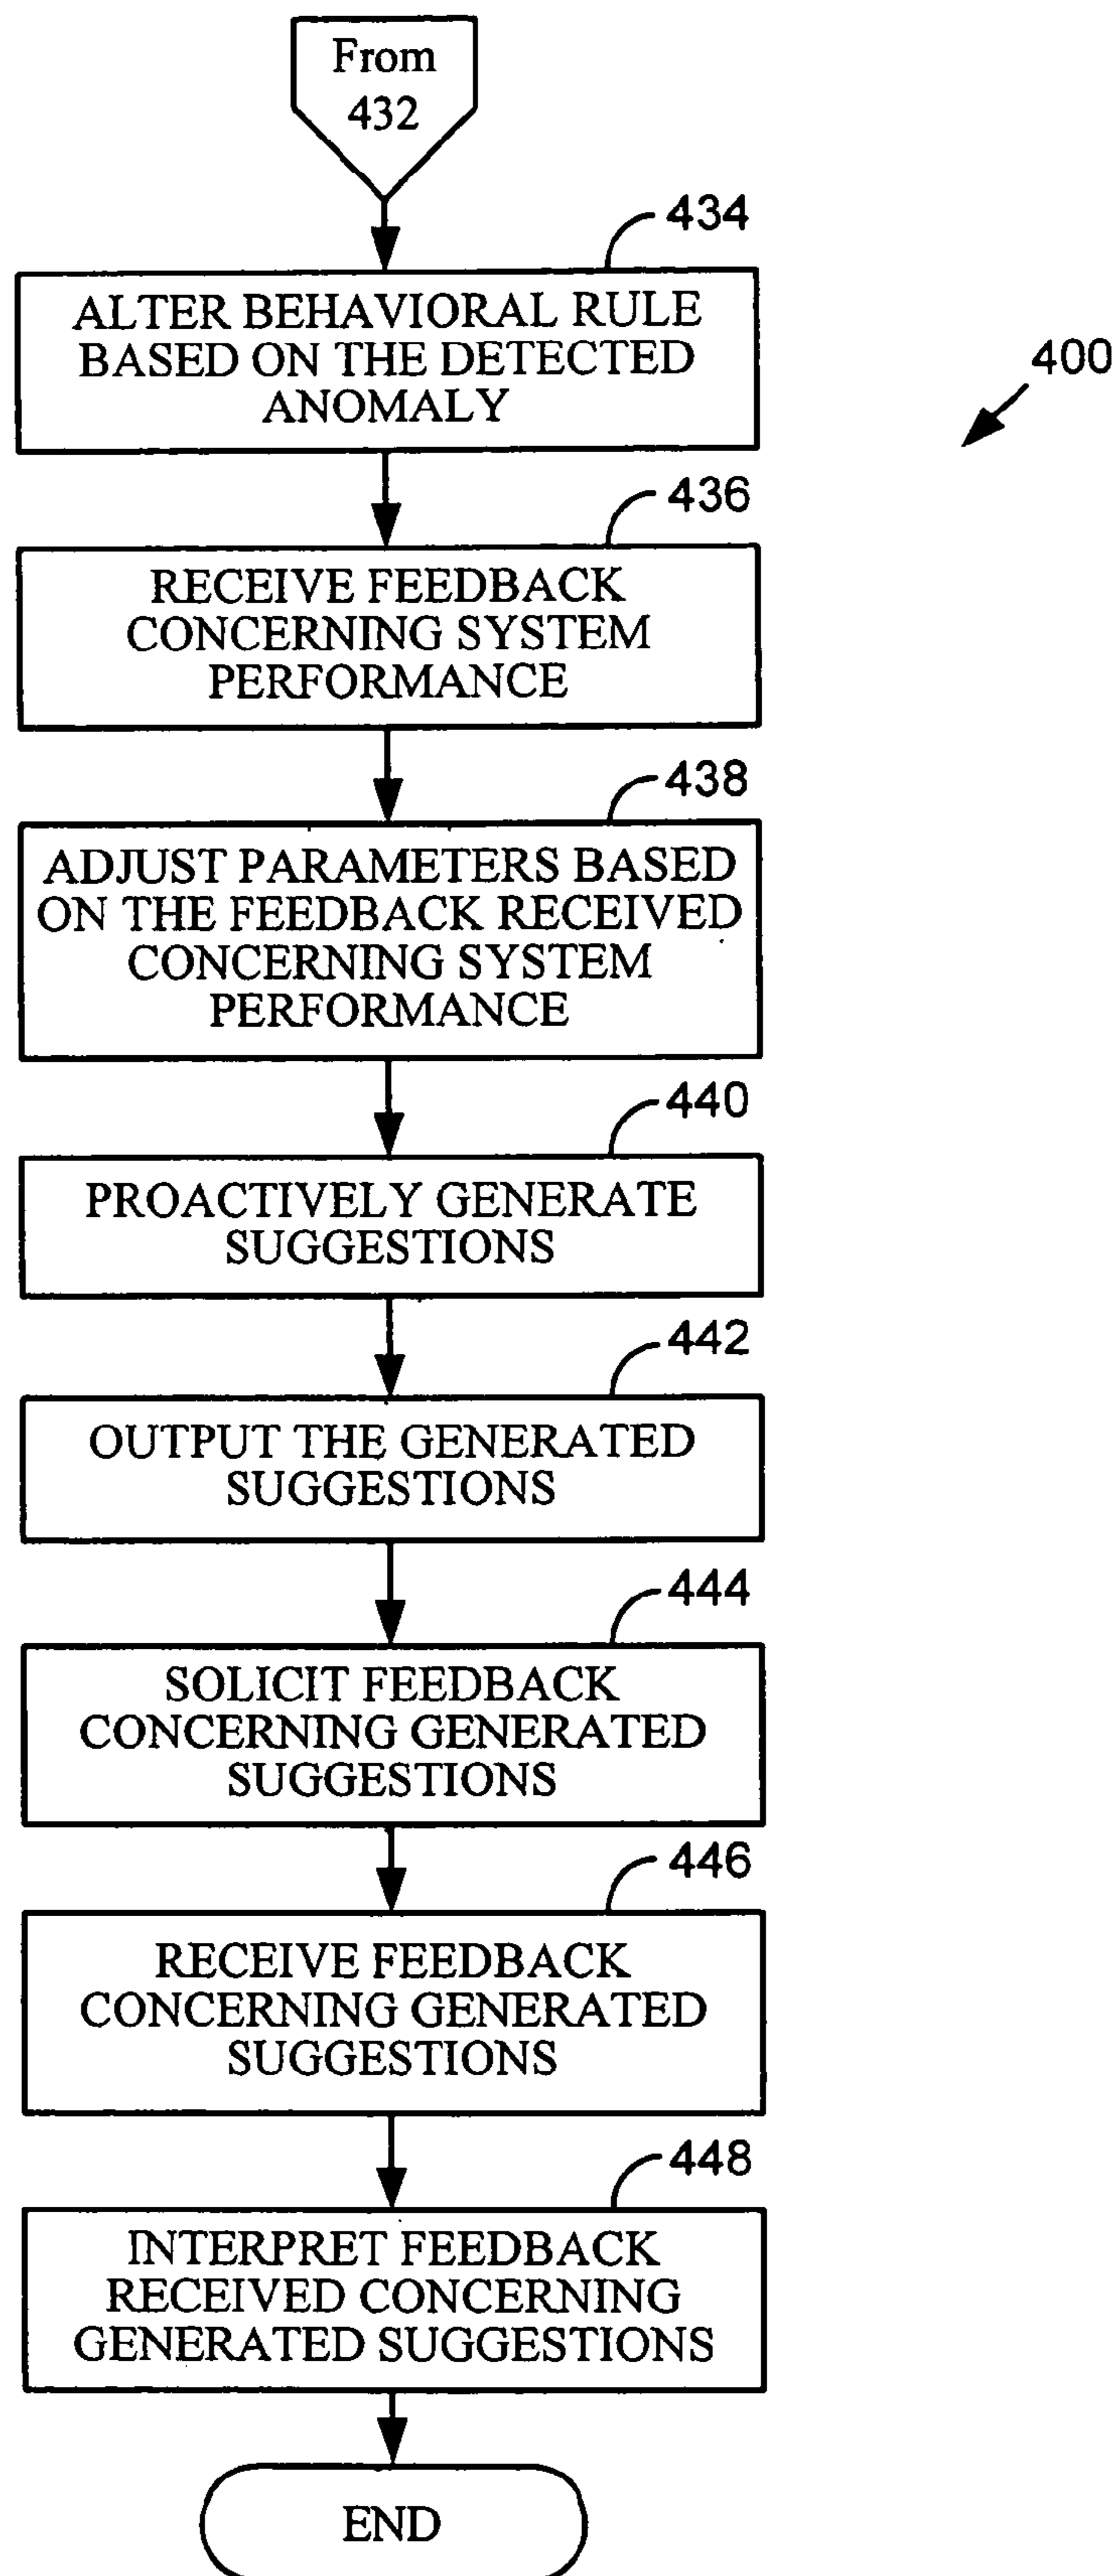 From
432
434
ALTER BEHAVIORAL RULE
BASED ON THE DETECTED
ANOMALY
400
436
RECEIVE FEEDBACK
CONCERNING SYSTEM
PERFORMANCE
438
ADJUST PARAMETERS BASED
ON THE FEEDBACK RECEIVED
CONCERNING SYSTEM
PERFORMANCE
440
PROACTIVELY GENERATE
SUGGESTIONS
442
OUTPUT THE GENERATED
SUGGESTIONS
444
SOLICIT FEEDBACK
CONCERNING GENERATED
SUGGESTIONS
446
RECEIVE FEEDBACK
CONCERNING GENERATED
SUGGESTIONS
448
INTERPRET FEEDBACK
RECEIVED CONCERNING
GENERATED SUGGESTIONS
END